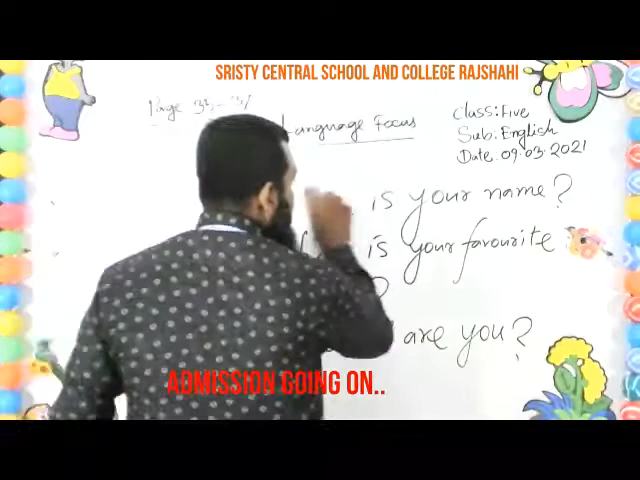 SRISTY CENTRAL SCHOOL AND COLLEGE RAJSHAHI
Page
Language Focus
Class: Five
Sub: English
Date: 09.03.2021
is your name?
is your favourite
are you?
ADMISSION GOING ON..